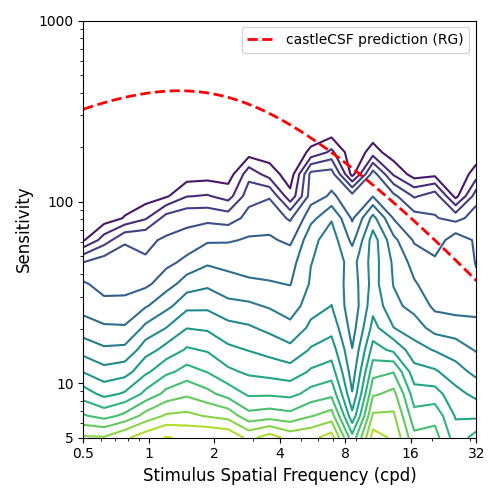 1000
castleCSF prediction (RG)
100
Sensitivity
10
5
0.5 1 2 4 8 16 32
Stimulus Spatial Frequency (cpd)